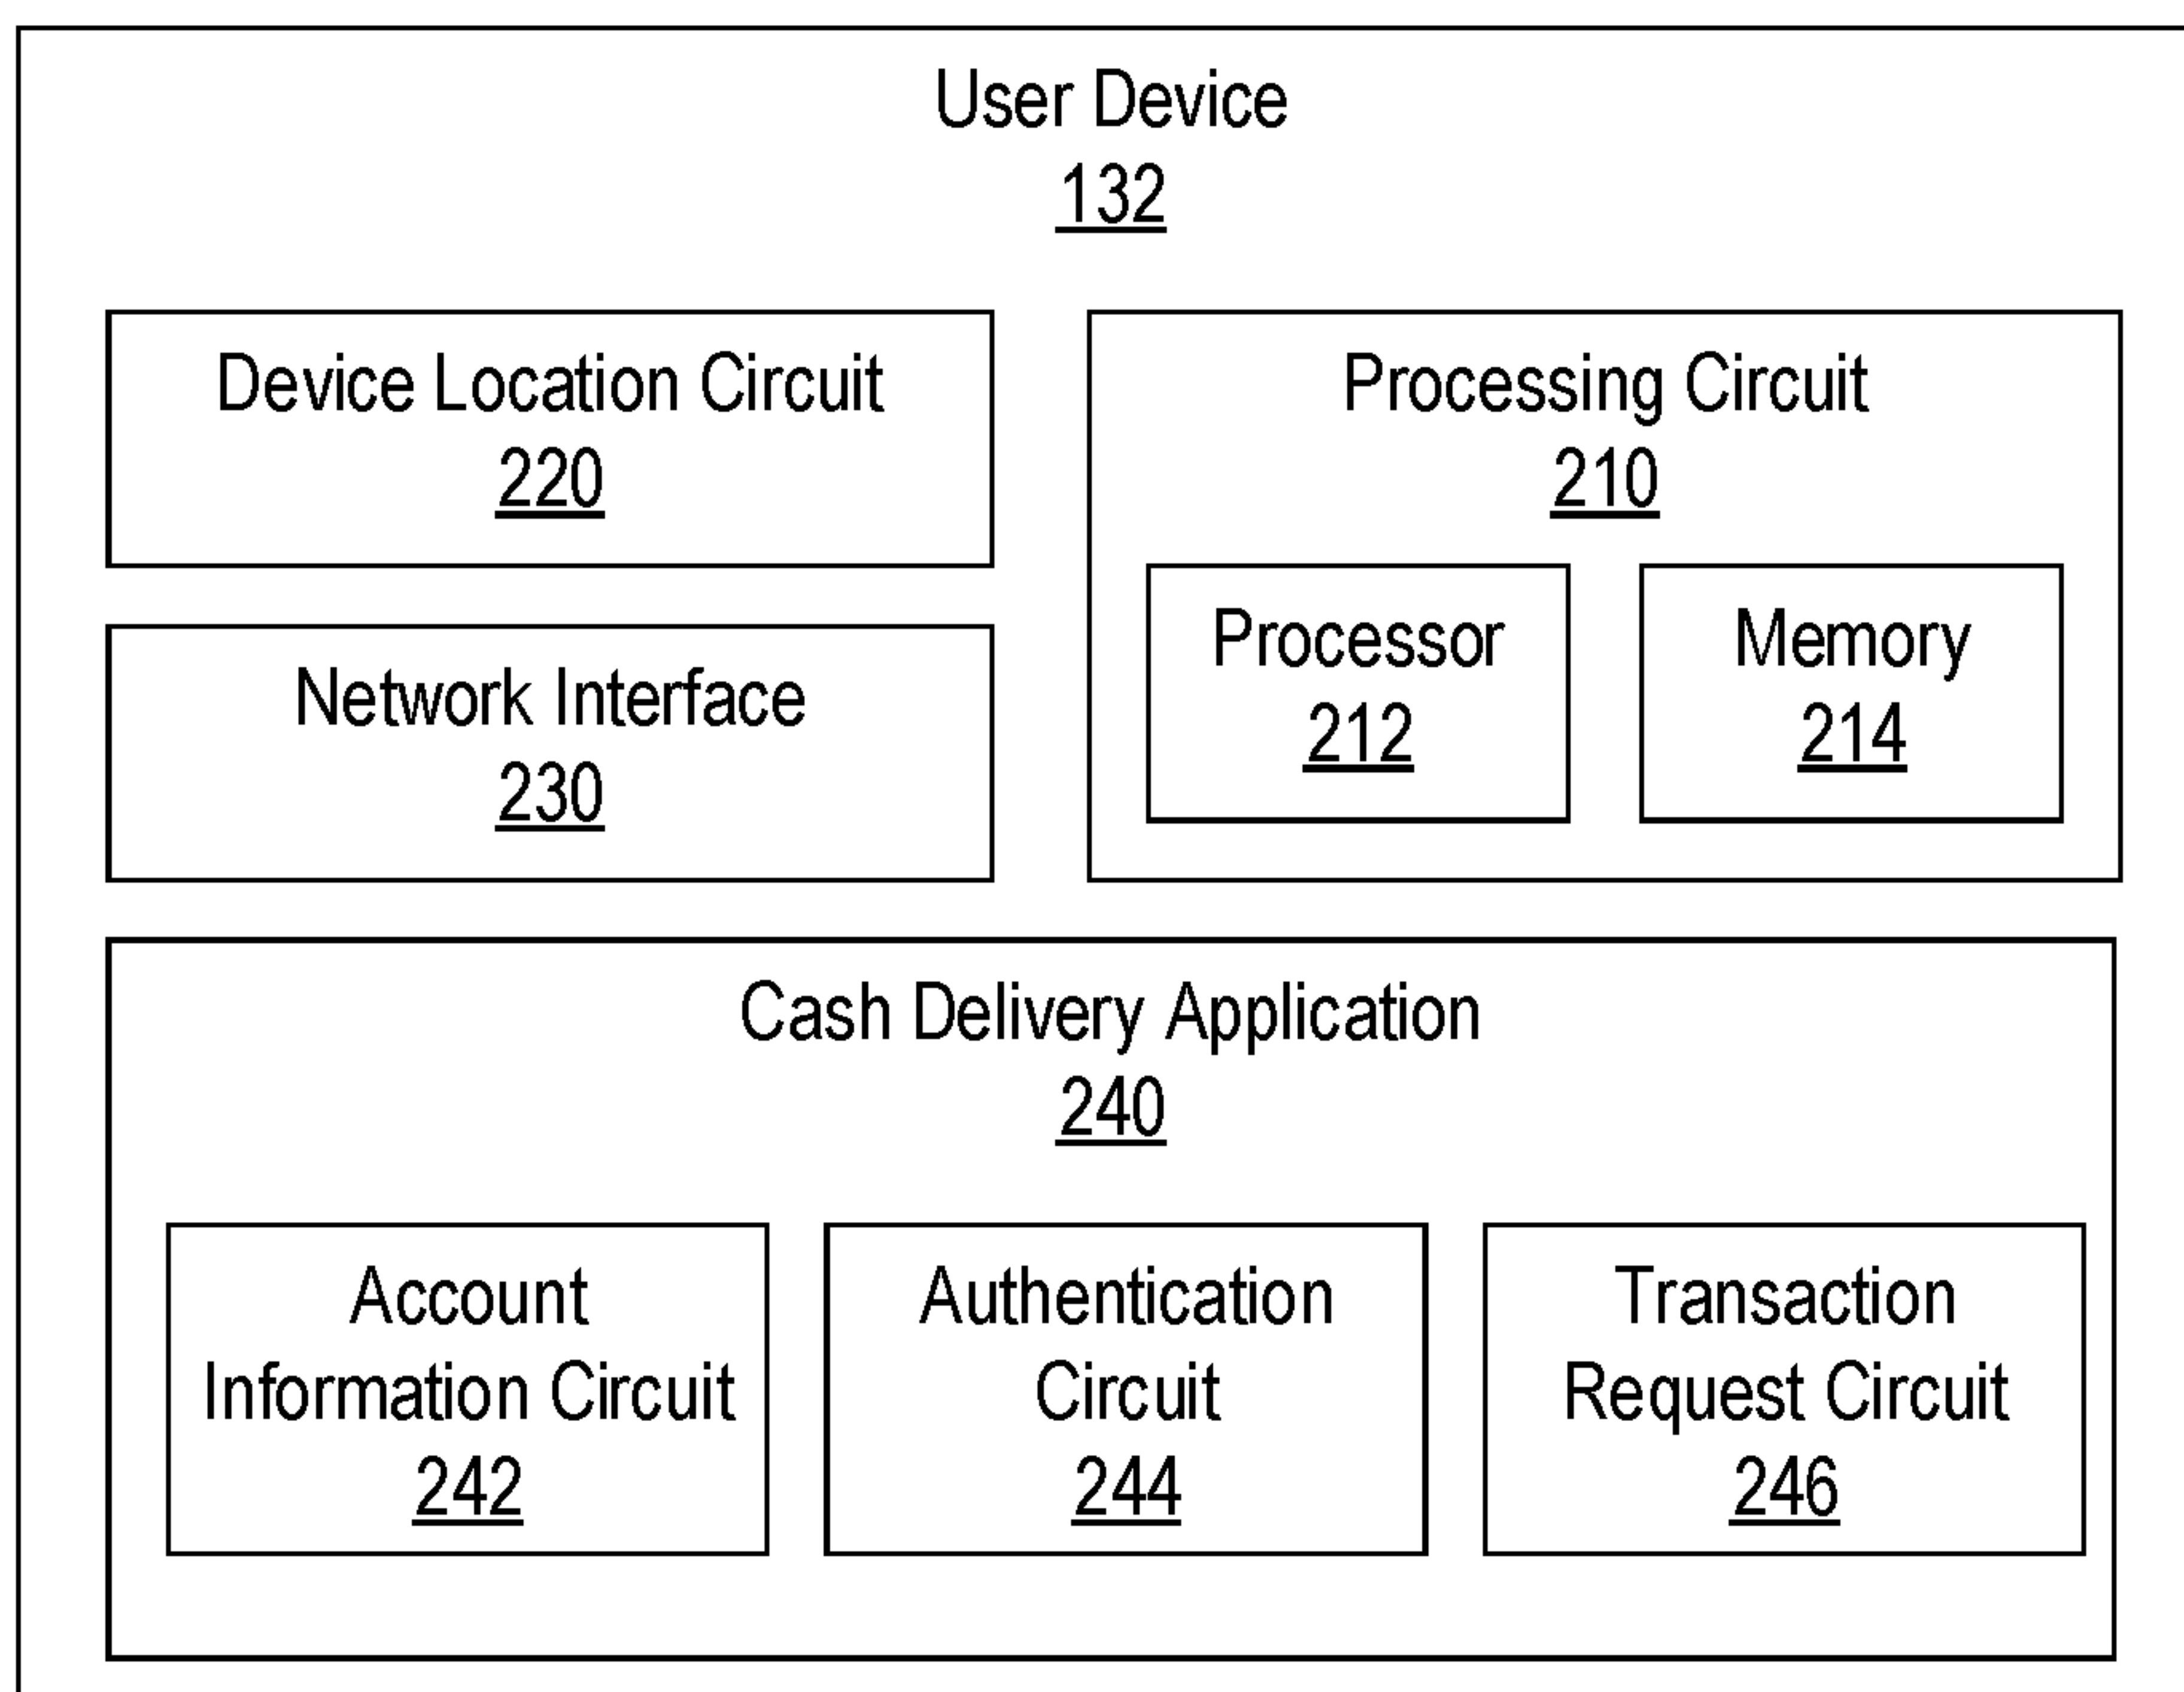 User Device
132
Device Location Circuit
220
Processing Circuit
210
Processor
212
Memory
214
Network Interface
230
Cash Delivery Application
240
Account
Information Circuit
242
Authentication
Circuit
244
Transaction
Request Circuit
246